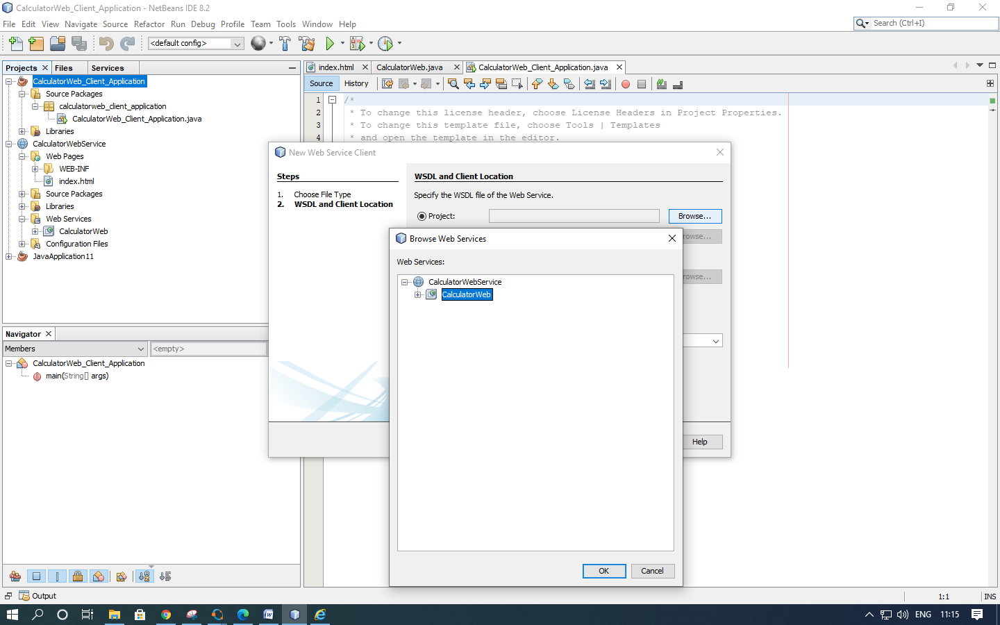 CalculatorWeb_Client_Application - NetBeans IDE 8.2
File Edit View Navigate Source Refactor Run Debug Profile Team Tools Window Help
Search (Ctrl+I)
<default config>
Projects Files Services
index.html CalculatorWeb.java CalculatorWeb_Client_Application.java
Source History
CalculatorWeb_Client_Application
Source Packages
calculatorweb_client_application
CalculatorWeb_Client_Application.java
Libraries
CalculatorWebService
Web Pages
WEB-INF
index.html
Source Packages
Libraries
Web Services
CalculatorWeb
Configuration Files
JavaApplication11
1 /*
2 * To change this license header, choose License Headers in Project Properties.
3 * To change this template file, choose Tools | Templates
4 * and open the template in the editor.
New Web Service Client
Steps
1. Choose File Type
2. WSDL and Client Location
WSDL and Client Location
Specify the WSDL file of the Web Service.
Project: Browse...
rowse...
rowse...
Help
Browse Web Services
Web Services:
CalculatorWebService
CalculatorWeb
OK Cancel
Navigator
Members <empty>
CalculatorWeb_Client_Application
main(String[] args)
Output
1:1 INS
ENG 11:15